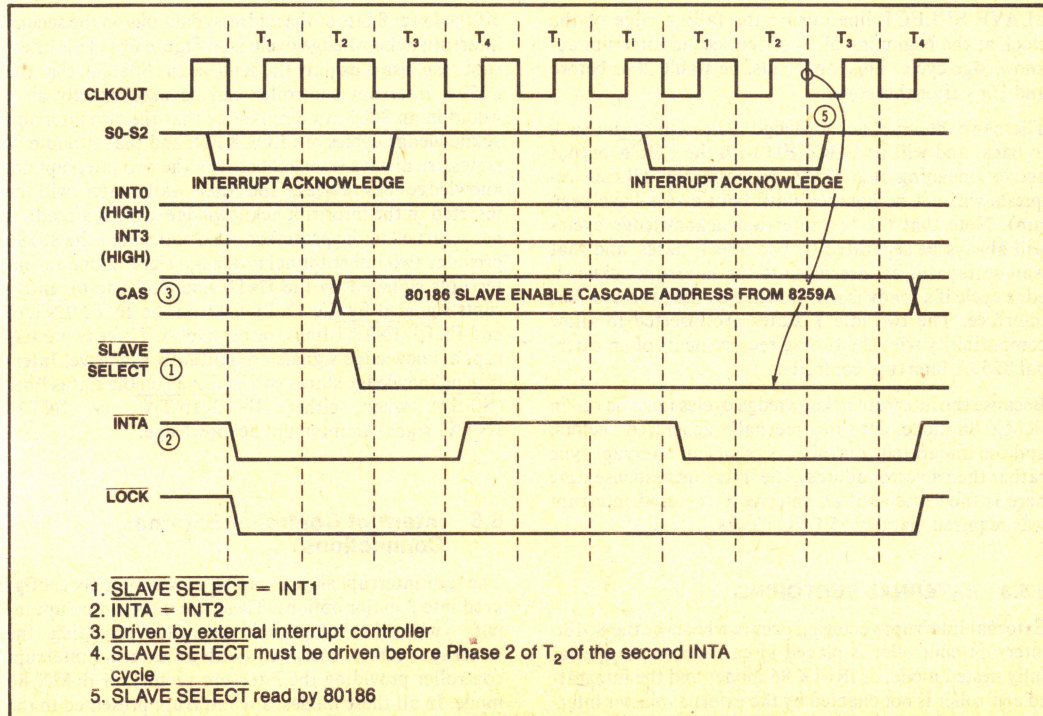 T1 T2 T3 T4 T1 T1 T1 T2 T3 T4
CLKOUT
S0-S2
5
INTERRUPT ACKNOWLEDGE INTERRUPT ACKNOWLEDGE
INT0
(HIGH)
INT3
(HIGH)
CAS 3 80186 SLAVE ENABLE CASCADE ADDRESS FROM 8259A
SLAVE
SELECT 1
INTA
2
LOCK
1. SLAVE SELECT = INT1
2. INTA = INT2
3. Driven by external interrupt controller
4. SLAVE SELECT must be driven before Phase 2 of T2 of the second INTA
cycle
5. SLAVE SELECT read by 80186